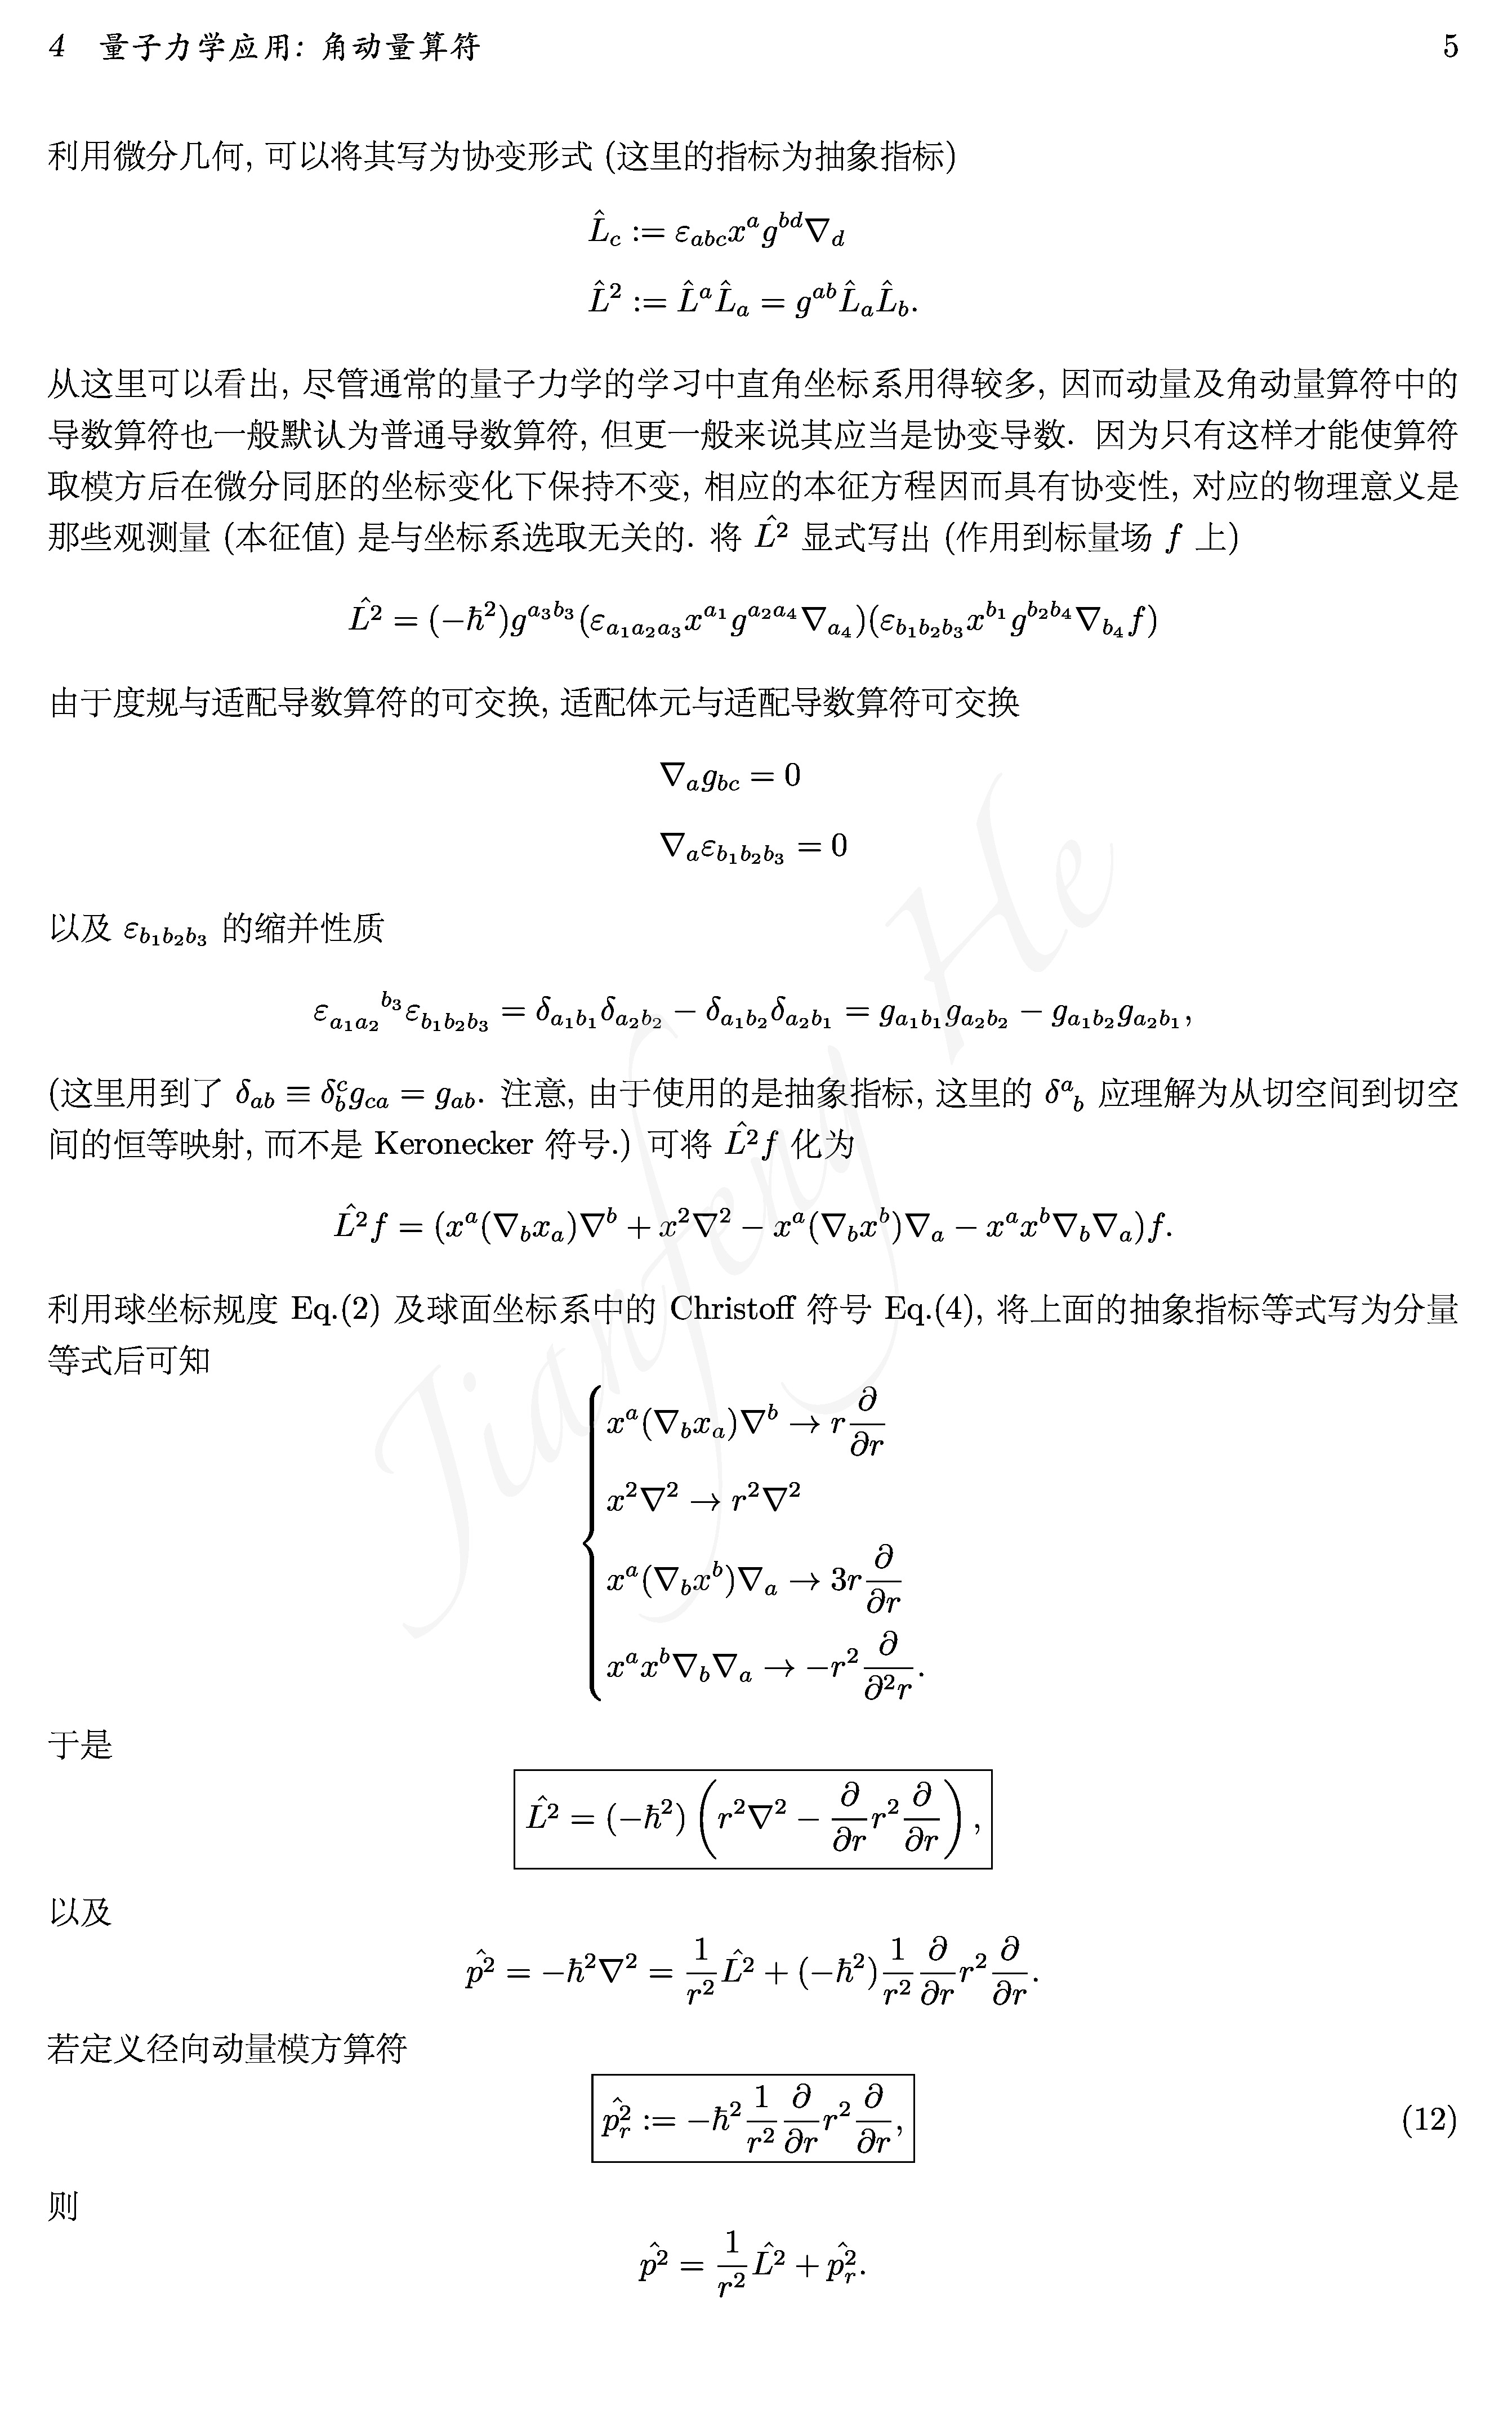 4 量子力学应用: 角动量算符 5
利用微分几何, 可以将其写为协变形式 (这里的指标为抽象指标)
$\hat{L}_c := \varepsilon_{abc}x^a g^{bd}\nabla_d$
$\hat{L}^2 := \hat{L}^a\hat{L}_a = g^{ab}\hat{L}_a\hat{L}_b.$
从这里可以看出, 尽管通常的量子力学的学习中直角坐标系用得较多, 因而动量及角动量算符中的
导数算符也一般默认为普通导数算符, 但更一般来说其应当是协变导数. 因为只有这样才能使算符
取模方后在微分同胚的坐标变化下保持不变, 相应的本征方程因而具有协变性, 对应的物理意义是
那些观测量 (本征值) 是与坐标系选取无关的. 将 $\hat{L^2}$ 显式写出 (作用到标量场 $f$ 上)
$\hat{L^2} = (-\hbar^2)g^{a_3b_3}(\varepsilon_{a_1a_2a_3}x^{a_1}g^{a_2a_4}\nabla_{a_4})(\varepsilon_{b_1b_2b_3}x^{b_1}g^{b_2b_4}\nabla_{b_4}f)$
由于度规与适配导数算符的可交换, 适配体元与适配导数算符可交换
$\nabla_a g_{bc} = 0$
$\nabla_a\varepsilon_{b_1b_2b_3} = 0$
以及 $\varepsilon_{b_1b_2b_3}$ 的缩并性质
$\varepsilon_{a_1a_2}{}^{b_3}\varepsilon_{b_1b_2b_3} = \delta_{a_1b_1}\delta_{a_2b_2} - \delta_{a_1b_2}\delta_{a_2b_1} = g_{a_1b_1}g_{a_2b_2} - g_{a_1b_2}g_{a_2b_1},$
(这里用到了 $\delta_{ab} \equiv \delta^c_b g_{ca} = g_{ab}$. 注意, 由于使用的是抽象指标, 这里的 $\delta^a{}_b$ 应理解为从切空间到切空
间的恒等映射, 而不是 Keronecker 符号.) 可将 $\hat{L^2}f$ 化为
$\hat{L^2}f = (x^a(\nabla_b x_a)\nabla^b + x^2\nabla^2 - x^a(\nabla_b x^b)\nabla_a - x^a x^b\nabla_b\nabla_a)f.$
利用球坐标规度 Eq.(2) 及球面坐标系中的 Christoff 符号 Eq.(4), 将上面的抽象指标等式写为分量
等式后可知
$x^a(\nabla_b x_a)\nabla^b \to r\frac{\partial}{\partial r}$
$x^2\nabla^2 \to r^2\nabla^2$
$x^a(\nabla_b x^b)\nabla_a \to 3r\frac{\partial}{\partial r}$
$x^a x^b\nabla_b\nabla_a \to -r^2\frac{\partial}{\partial^2 r}.$
于是
$\hat{L^2} = (-\hbar^2)\left(r^2\nabla^2 - \frac{\partial}{\partial r}r^2\frac{\partial}{\partial r}\right),$
以及
$\hat{p^2} = -\hbar^2\nabla^2 = \frac{1}{r^2}\hat{L^2} + (-\hbar^2)\frac{1}{r^2}\frac{\partial}{\partial r}r^2\frac{\partial}{\partial r}.$
若定义径向动量模方算符
$\hat{p_r^2} := -\hbar^2\frac{1}{r^2}\frac{\partial}{\partial r}r^2\frac{\partial}{\partial r},$ (12)
则
$\hat{p^2} = \frac{1}{r^2}\hat{L^2} + \hat{p_r^2}.$
Jianfeng He